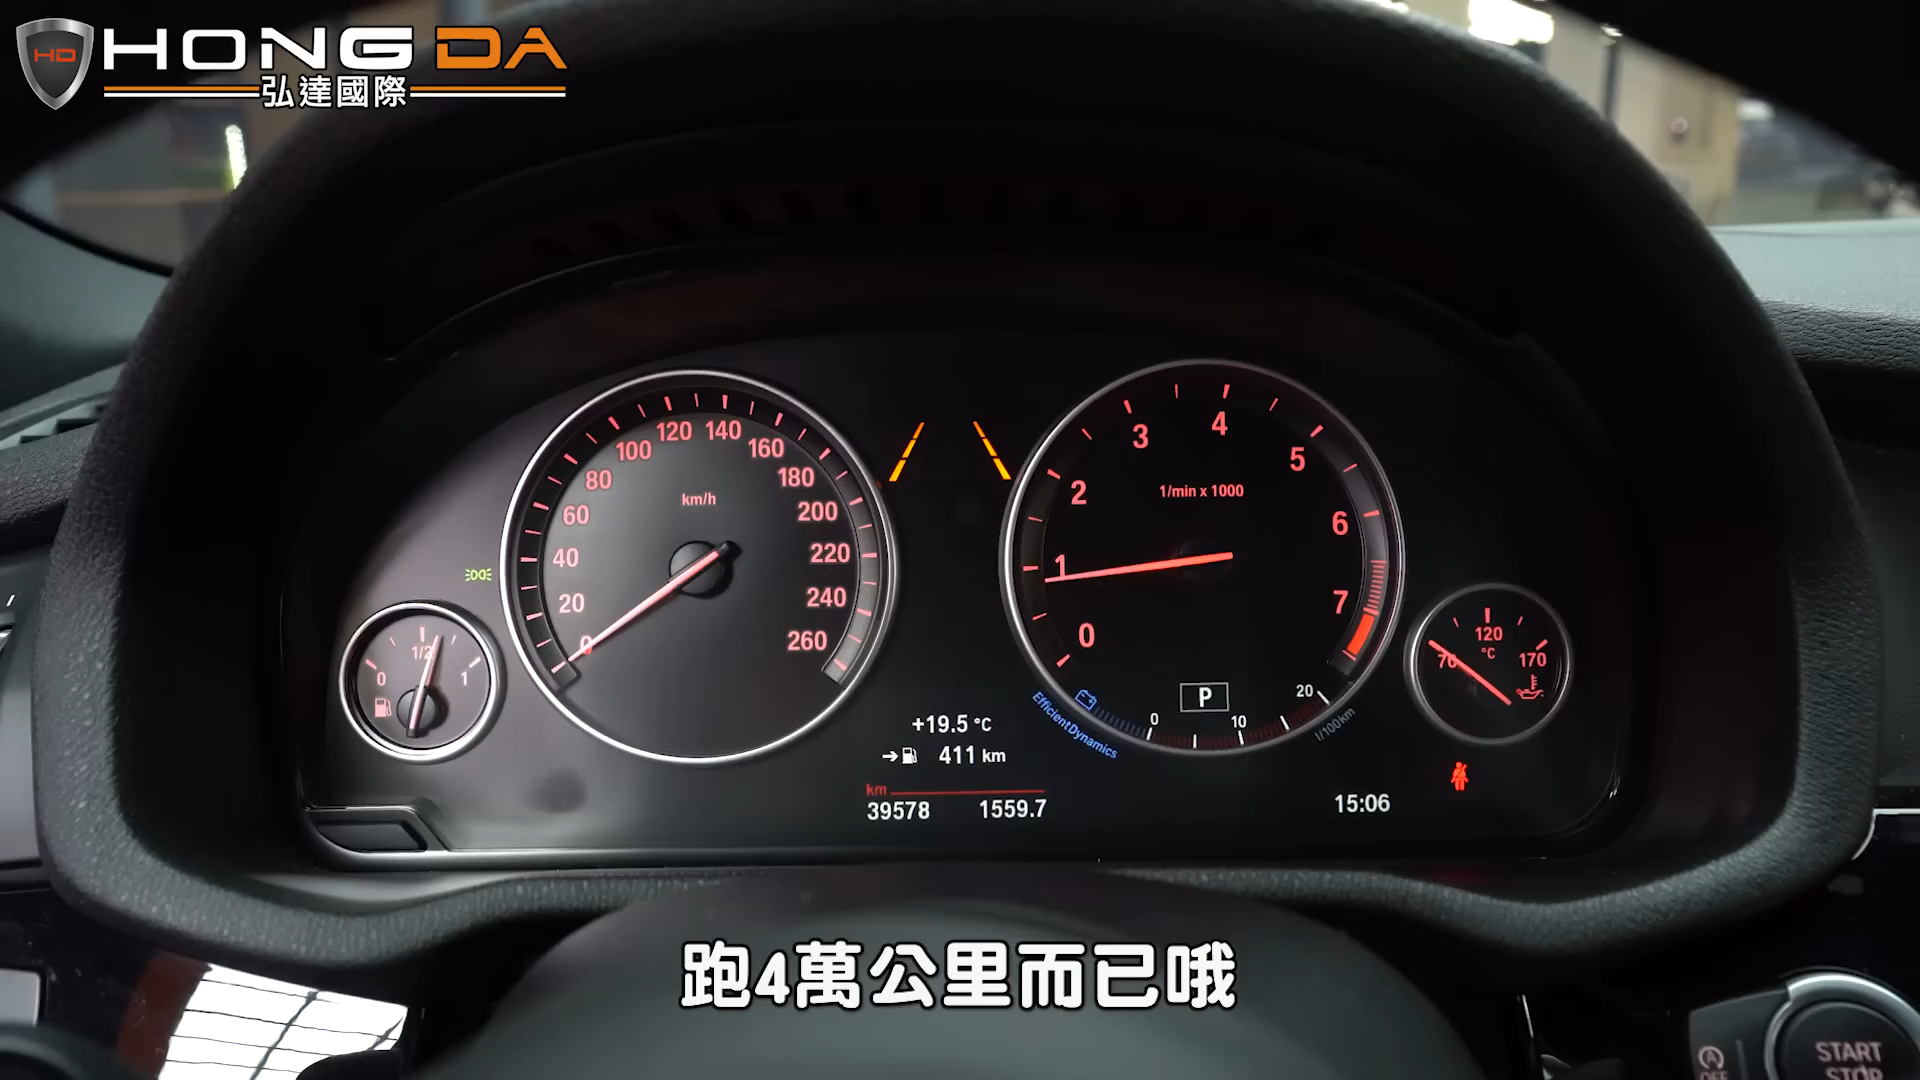 HD
HONG DA
弘達國際
0 20 40 60 80 100 120 140 160 180 200 220 240 260
km/h
0 1 2 3 4 5 6 7
1/min x 1000
0 1/2 1
70 120 170
°C
P
EfficientDynamics
0 10 20
l/100km
+19.5 °C
411 km
km
39578 1559.7
15:06
跑4萬公里而已哦
A
OFF
START
STOP